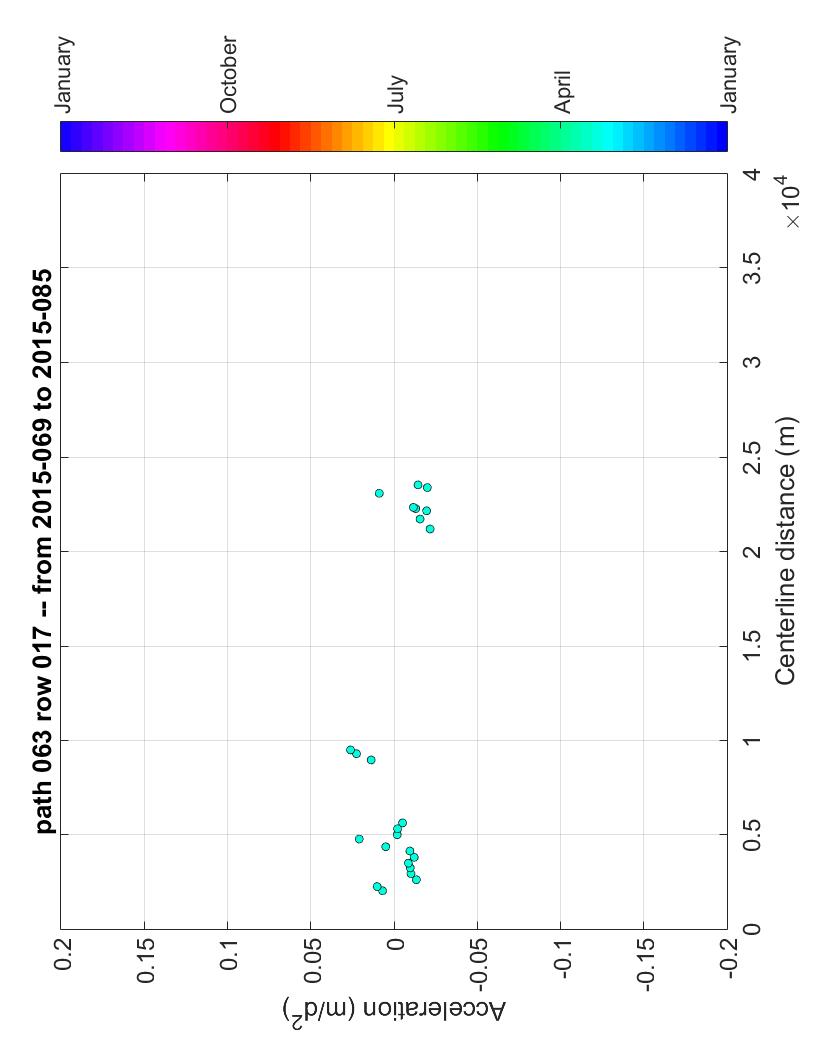 path 063 row 017 -- from 2015-069 to 2015-085
0.2
0.15
0.1
0.05
0
-0.05
-0.1
-0.15
-0.2
Acceleration (m/d²)
0
0.5
1
1.5
2
2.5
3
3.5
4
×10⁴
Centerline distance (m)
January
October
July
April
January